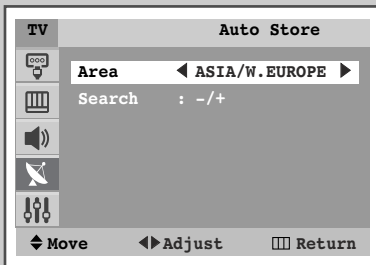 TV Auto Store
Area ◀ ASIA/W.EUROPE ▶
Search : -/+
Move Adjust Return